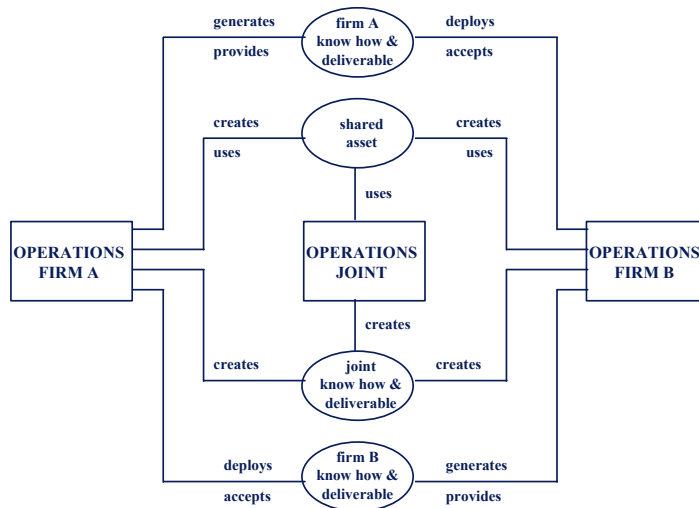 generates
provides
firm A
know how &
deliverable
deploys
accepts
creates
uses
shared
asset
creates
uses
uses
OPERATIONS
FIRM A
OPERATIONS
JOINT
OPERATIONS
FIRM B
creates
creates
joint
know how &
deliverable
creates
deploys
accepts
firm B
know how &
deliverable
generates
provides